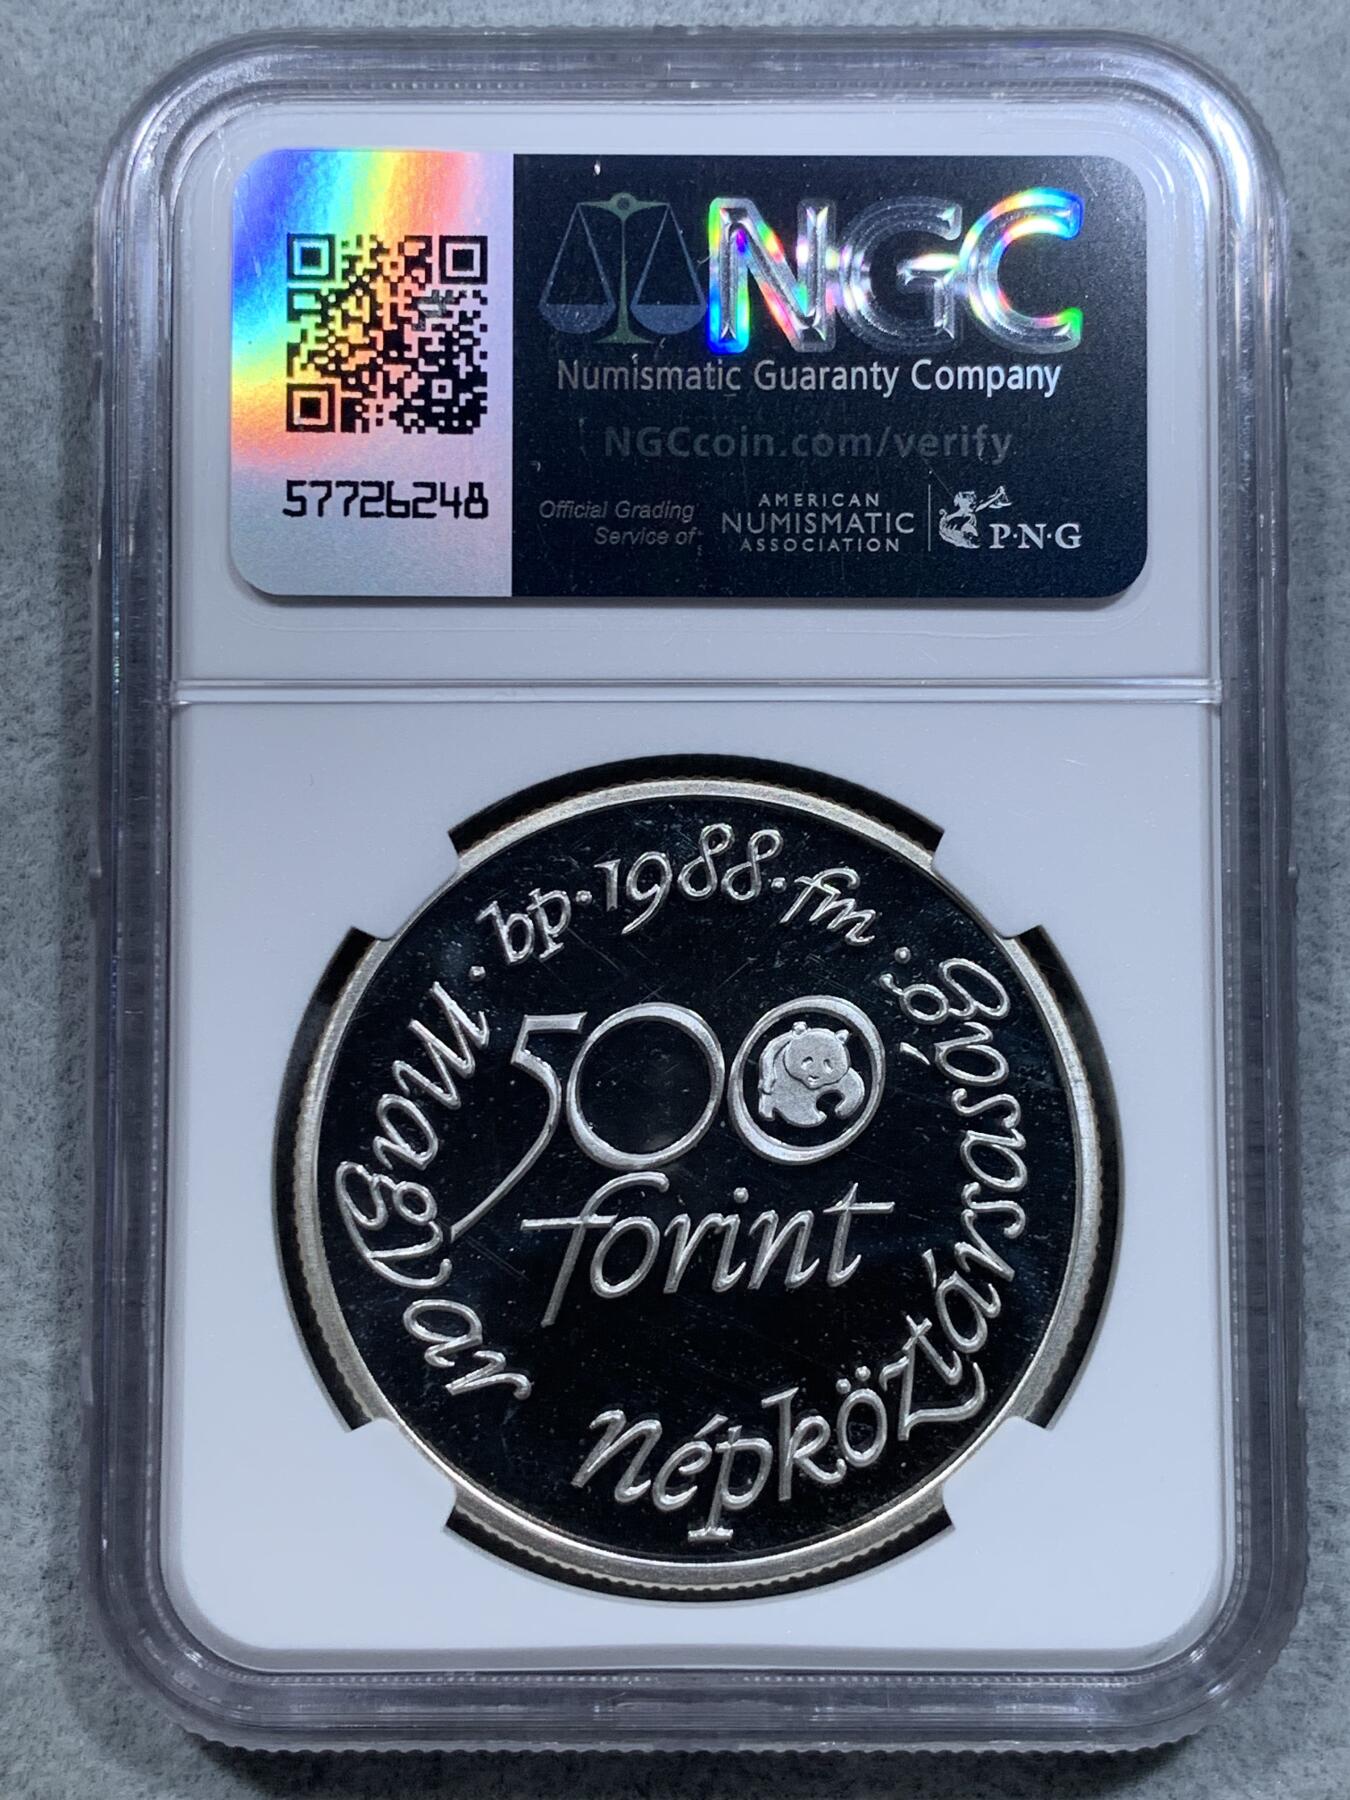 NGC
Numismatic Guaranty Company
NGCcoin.com/verify
57726248
Official Grading
Service of
AMERICAN
NUMISMATIC
ASSOCIATION
P·N·G
magyar népköztársaság · bp · 1988 · fm ·
500
forint